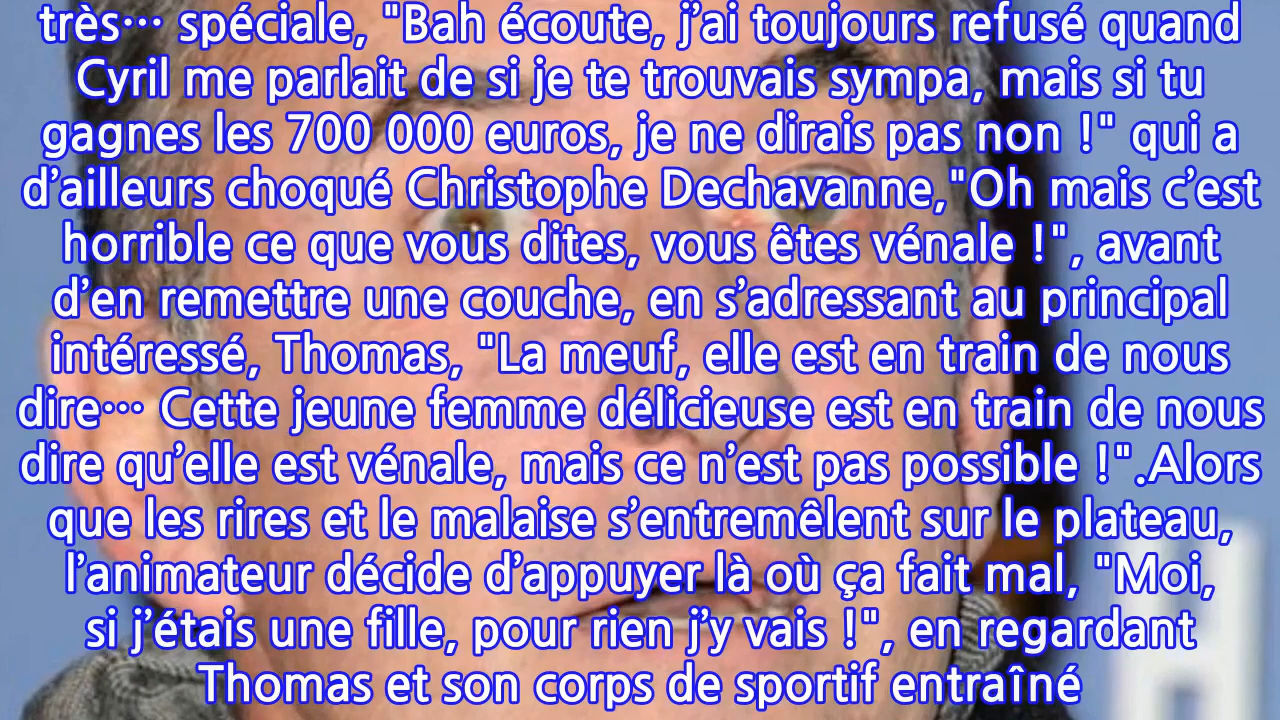 très… spéciale, "Bah écoute, j’ai toujours refusé quand
Cyril me parlait de si je te trouvais sympa, mais si tu
gagnes les 700 000 euros, je ne dirais pas non !" qui a
d’ailleurs choqué Christophe Dechavanne,"Oh mais c’est
horrible ce que vous dites, vous êtes vénale !", avant
d’en remettre une couche, en s’adressant au principal
intéressé, Thomas, "La meuf, elle est en train de nous
dire… Cette jeune femme délicieuse est en train de nous
dire qu’elle est vénale, mais ce n’est pas possible !".Alors
que les rires et le malaise s’entremêlent sur le plateau,
l’animateur décide d’appuyer là où ça fait mal, "Moi,
si j’étais une fille, pour rien j’y vais !", en regardant
Thomas et son corps de sportif entraîné